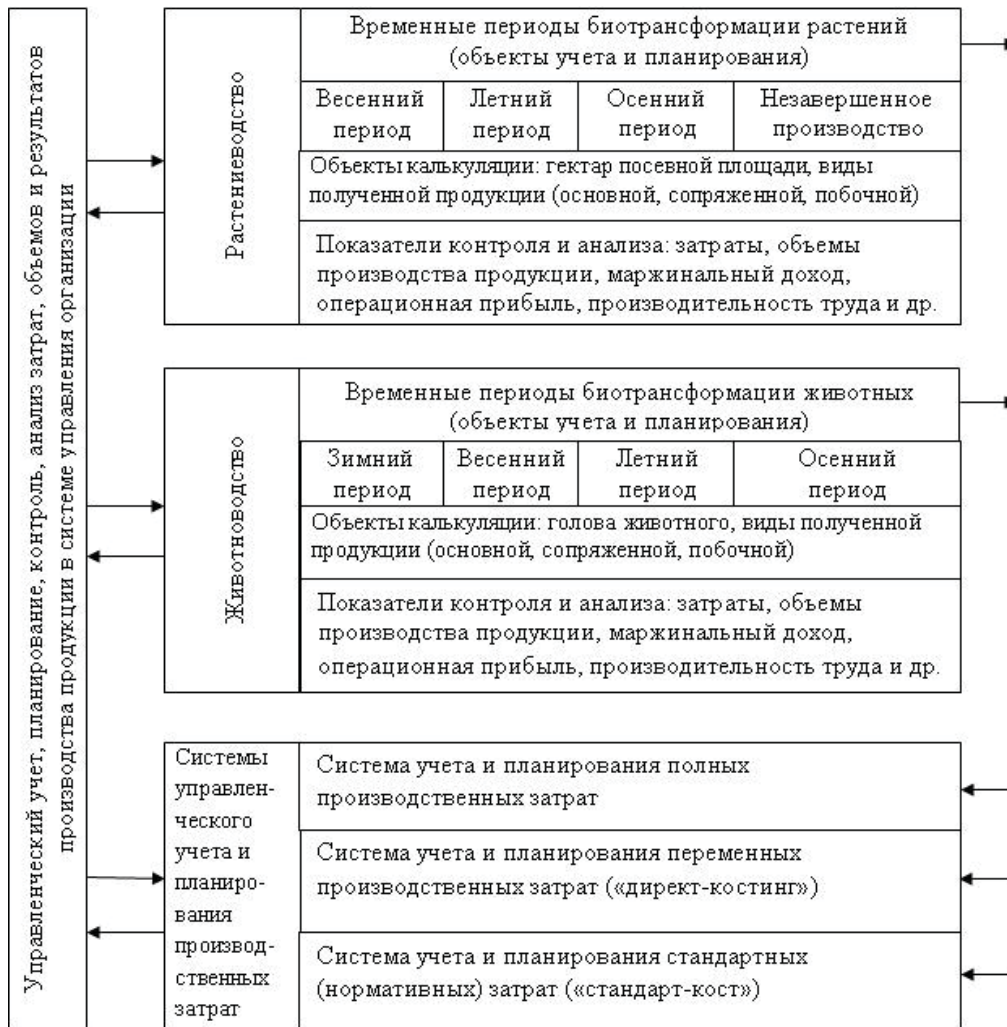 Управленческий учет, планирование, контроль, анализ затрат, объемов и результатов
производства продукции в системе управления организации
Растениеводство
Временные периоды биотрансформации растений
(объекты учета и планирования)
Весенний
период
Летний
период
Осенний
период
Незавершенное
производство
Объекты калькуляции: гектар посевной площади, виды
полученной продукции (основной, сопряженной, побочной)
Показатели контроля и анализа: затраты, объемы
производства продукции, маржинальный доход,
операционная прибыль, производительность труда и др.
Животноводство
Временные периоды биотрансформации животных
(объекты учета и планирования)
Зимний
период
Весенний
период
Летний
период
Осенний
период
Объекты калькуляции: голова животного, виды полученной
продукции (основной, сопряженной, побочной)
Показатели контроля и анализа: затраты, объемы
производства продукции, маржинальный доход,
операционная прибыль, производительность труда и др.
Системы
управлен-
ческого
учета и
планиро-
вания
производ-
ственных
затрат
Система учета и планирования полных
производственных затрат
Система учета и планирования переменных
производственных затрат («директ-костинг»)
Система учета и планирования стандартных
(нормативных) затрат («стандарт-кост»)